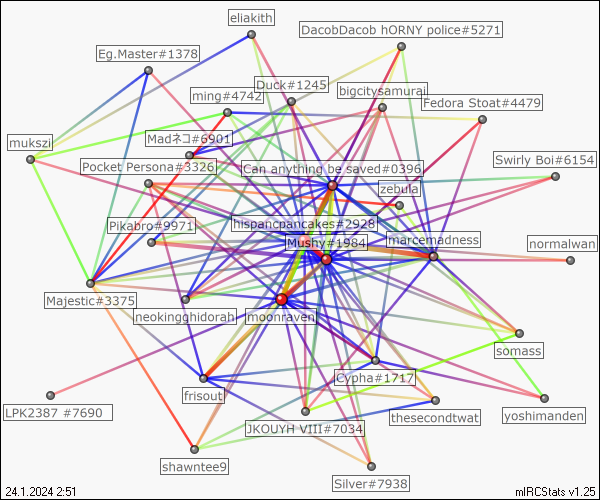 eliakith
DacobDacob hORNY police#5271
Eg.Master#1378
Duck#1245
bigcitysamurai
ming#4742
Fedora Stoat#4479
Madネコ#6901
mukszi
Pocket Persona#3326
Can anything be saved#0396
Swirly Boi#6154
zebula
hispancpancakes#2928
Pikabro#9971
Mushy#1984
marcemadness
normalwan
Majestic#3375
neokingghidorah
moonraven
somass
Cypha#1717
frisout
LPK2387 #7690
thesecondtwat
yoshimanden
JKOUYH VIII#7034
shawntee9
Silver#7938
24.1.2024 2:51
mIRCStats v1.25